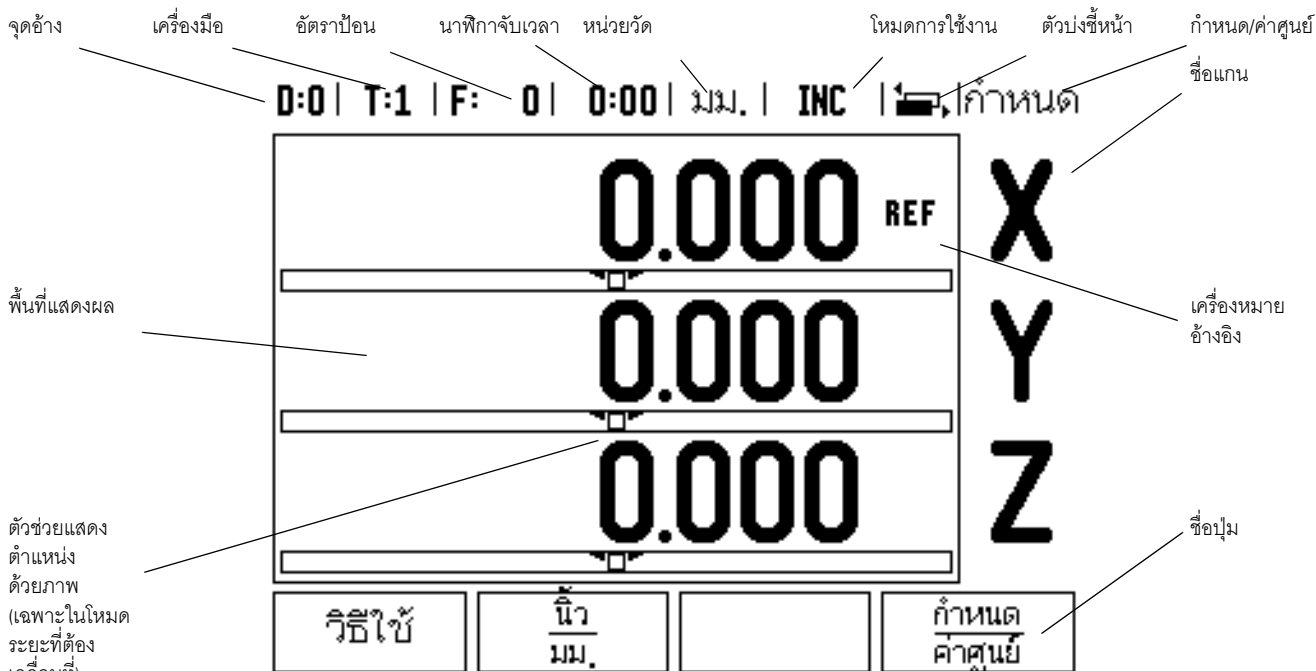 จุดอ้าง เครื่องมือ อัตราป้อน นาฬิกาจับเวลา หน่วยวัด โหมดการใช้งาน ตัวบ่งชี้หน้า กำหนด/ค่าศูนย์
ชื่อแกน
D:0 | T:1 | F: 0 | 0:00 | มม. | INC | | กำหนด
0.000 REF X
พื้นที่แสดงผล
0.000 Y
เครื่องหมาย
อ้างอิง
0.000 Z
ตัวช่วยแสดง
ตำแหน่ง
ด้วยภาพ
(เฉพาะในโหมด
ระยะที่ต้อง
ชื่อปุ่ม
วิธีใช้
นิ้ว
มม.
กำหนด
ค่าศูนย์